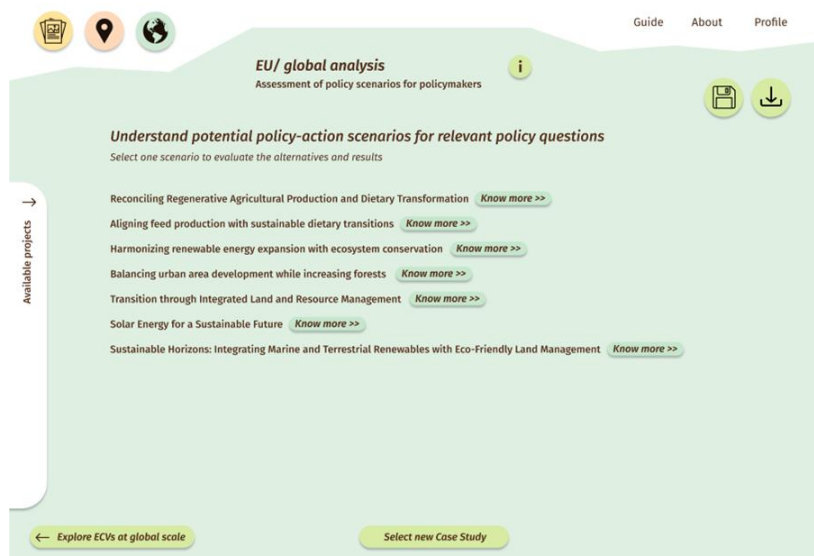 Guide About Profile
EU/ global analysis
i
Assessment of policy scenarios for policymakers
Understand potential policy-action scenarios for relevant policy questions
Select one scenario to evaluate the alternatives and results
Available projects
Reconciling Regenerative Agricultural Production and Dietary Transformation Know more >>
Aligning feed production with sustainable dietary transitions Know more >>
Harmonizing renewable energy expansion with ecosystem conservation Know more >>
Balancing urban area development while increasing forests Know more >>
Transition through Integrated Land and Resource Management Know more >>
Solar Energy for a Sustainable Future Know more >>
Sustainable Horizons: Integrating Marine and Terrestrial Renewables with Eco-Friendly Land Management Know more >>
Explore ECVs at global scale
Select new Case Study